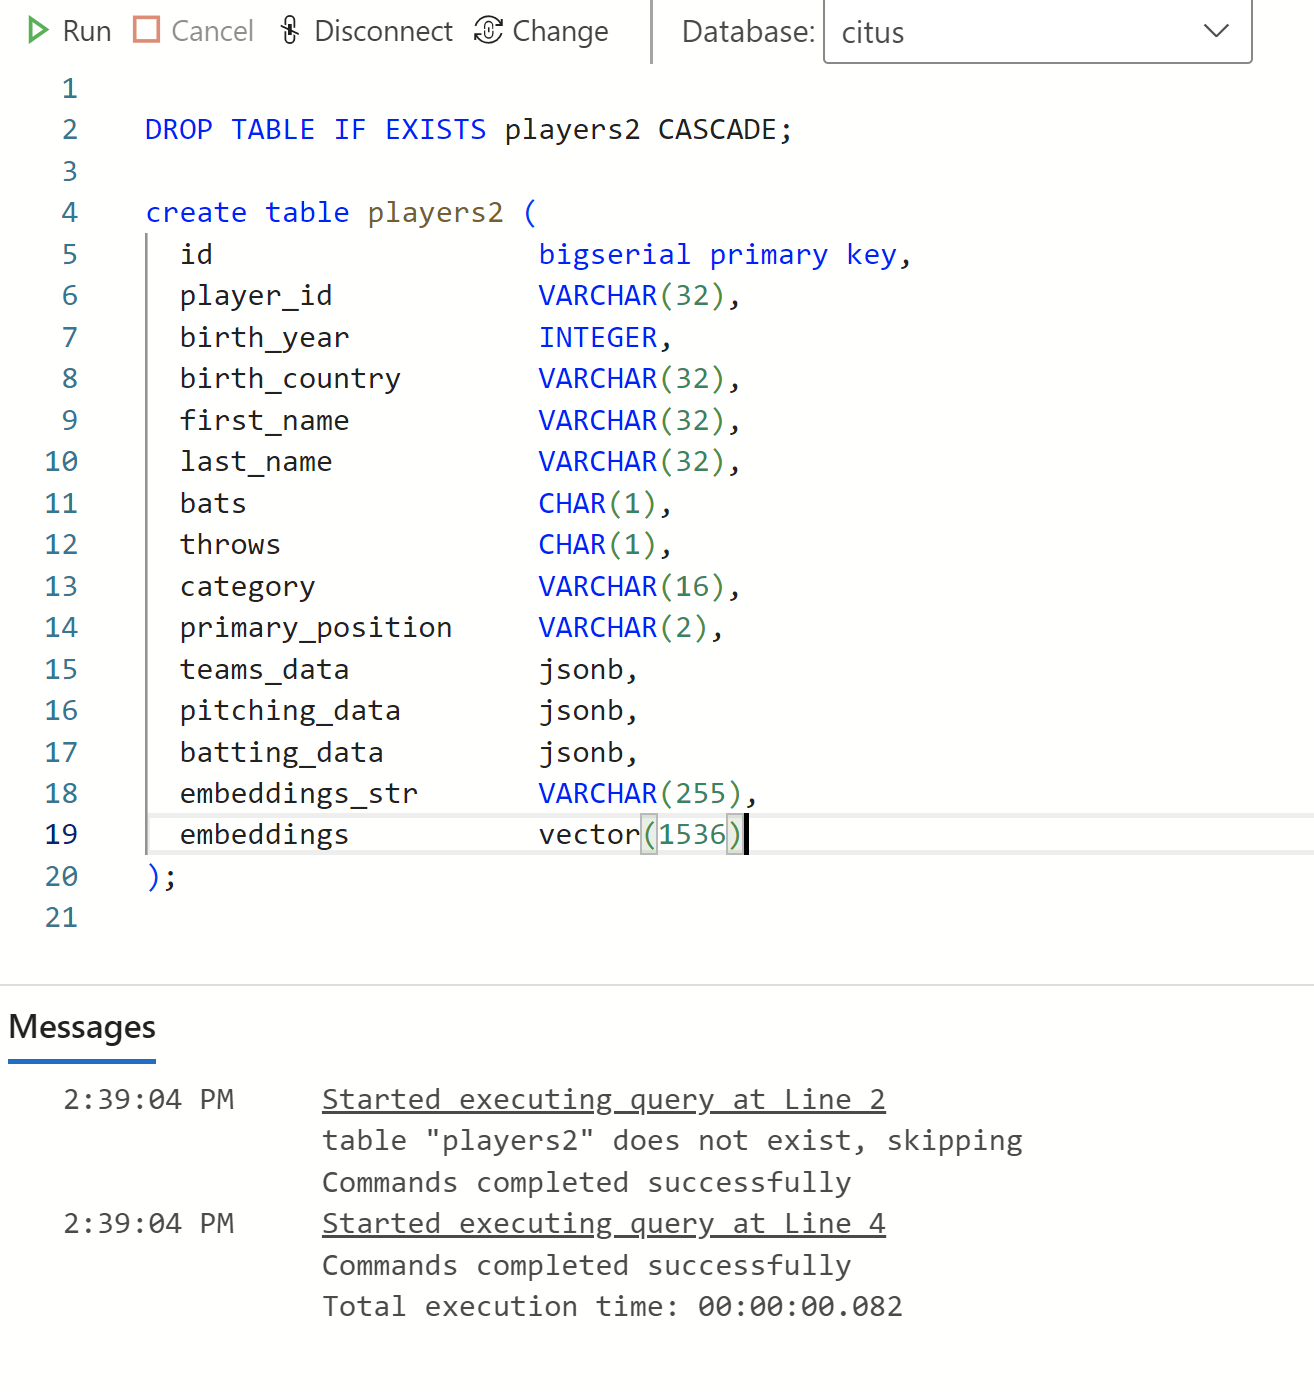 Run Cancel Disconnect Change Database: citus
1
2 DROP TABLE IF EXISTS players2 CASCADE;
3
4 create table players2 (
5 id bigserial primary key,
6 player_id VARCHAR(32),
7 birth_year INTEGER,
8 birth_country VARCHAR(32),
9 first_name VARCHAR(32),
10 last_name VARCHAR(32),
11 bats CHAR(1),
12 throws CHAR(1),
13 category VARCHAR(16),
14 primary_position VARCHAR(2),
15 teams_data jsonb,
16 pitching_data jsonb,
17 batting_data jsonb,
18 embeddings_str VARCHAR(255),
19 embeddings vector(1536)
20 );
21
Messages
2:39:04 PM Started executing query at Line 2
table "players2" does not exist, skipping
Commands completed successfully
2:39:04 PM Started executing query at Line 4
Commands completed successfully
Total execution time: 00:00:00.082